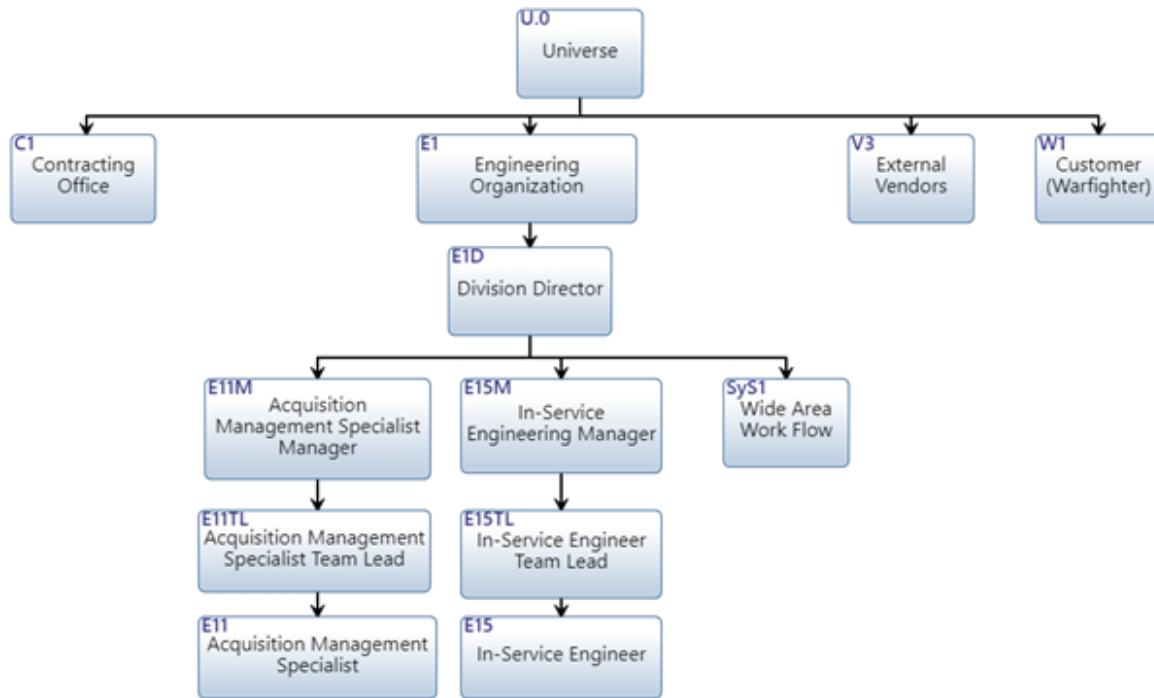 U.0
Universe
C1
Contracting
Office
E1
Engineering
Organization
V3
External
Vendors
W1
Customer
(Warfighter)
E1D
Division Director
E11M
Acquisition
Management Specialist
Manager
E15M
In-Service
Engineering Manager
SyS1
Wide Area
Work Flow
E11TL
Acquisition Management
Specialist Team Lead
E15TL
In-Service Engineer
Team Lead
E11
Acquisition Management
Specialist
E15
In-Service Engineer